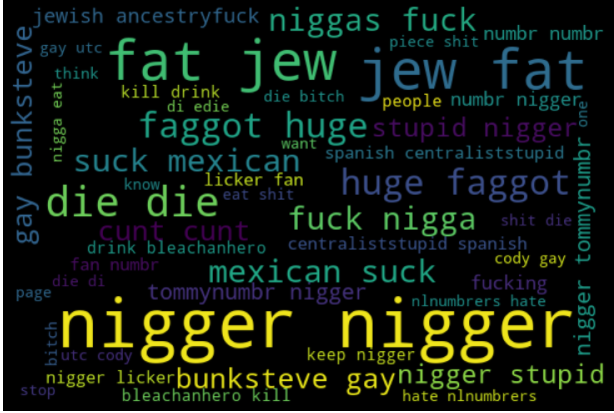 jewish ancestryfuck niggas fuck piece shit numbr numbr
gay utc fat jew jew fat
think kill drink die bitch people numbr nigger
di edie
gay bunksteve
nigga eat
faggot huge want stupid nigger one
suck mexican spanish centraliststupid
know licker fan huge faggot
die die eat shit
cunt cunt fuck nigga shit die
drink bleachanhero centraliststupid spanish
fan numbr mexican suck cody gay
die di fucking
page tommynumbr nigger nlnumbrers hate
nigger tommynumbr
nigger nigger
bitch utc cody keep nigger
nigger licker bunksteve gay nigger stupid
stop bleachanhero kill hate nlnumbrers